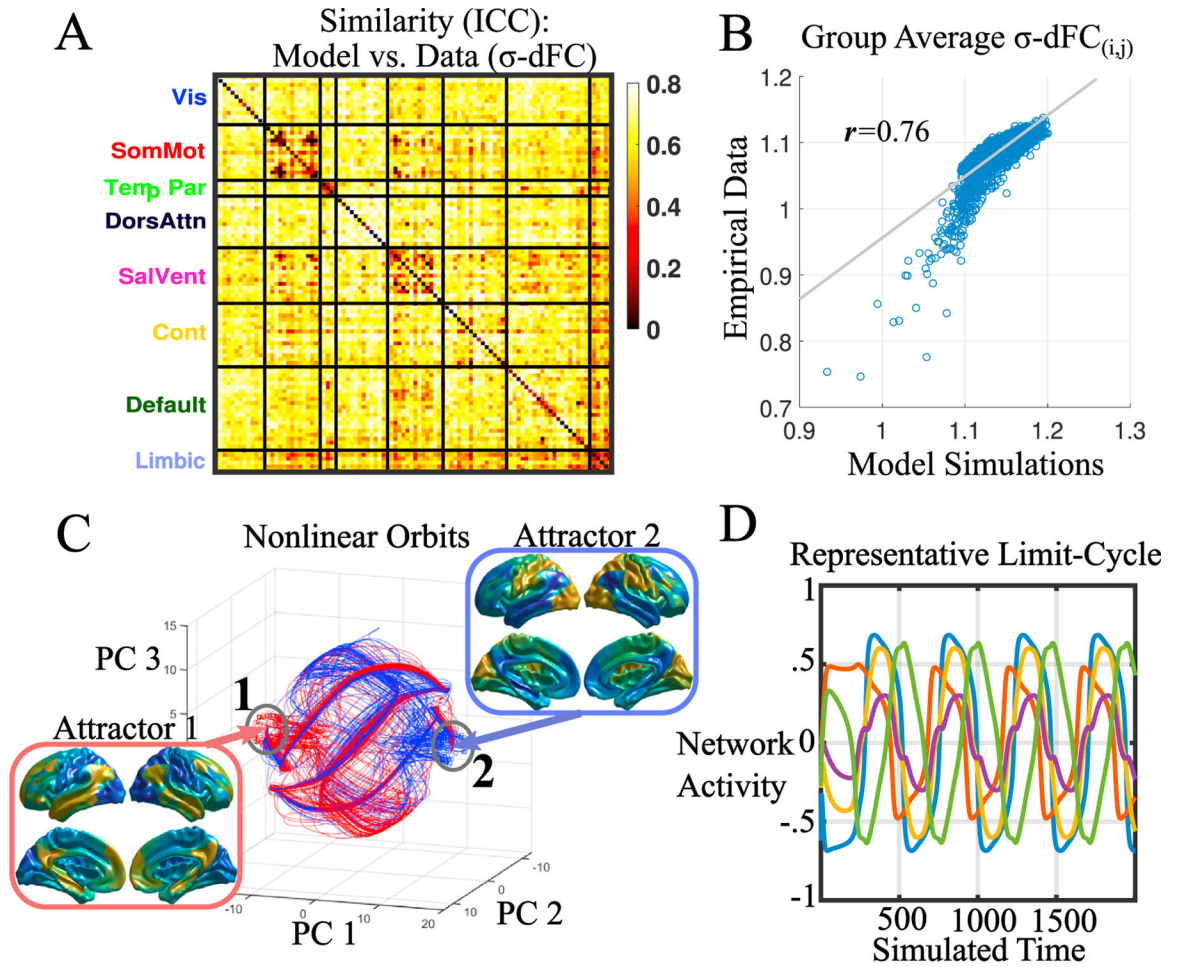 A
Similarity (ICC):
Model vs. Data (σ-dFC)
Vis
SomMot
Temp Par
DorsAttn
SalVent
Cont
Default
Limbic
0.8
0.6
0.4
0.2
0
B
Group Average σ-dFC(i,j)
r=0.76
Empirical Data
1.2
1.1
1
0.9
0.8
0.7
0.9
1
1.1
1.2
1.3
Model Simulations
C
Nonlinear Orbits
Attractor 2
15
PC 3
10
5
1
Attractor 1
2
-10
0
10
20
PC 1
-10
0
10
PC 2
D
Representative Limit-Cycle
1
.5
Network 0
Activity
-.5
-1
500
1000
1500
Simulated Time